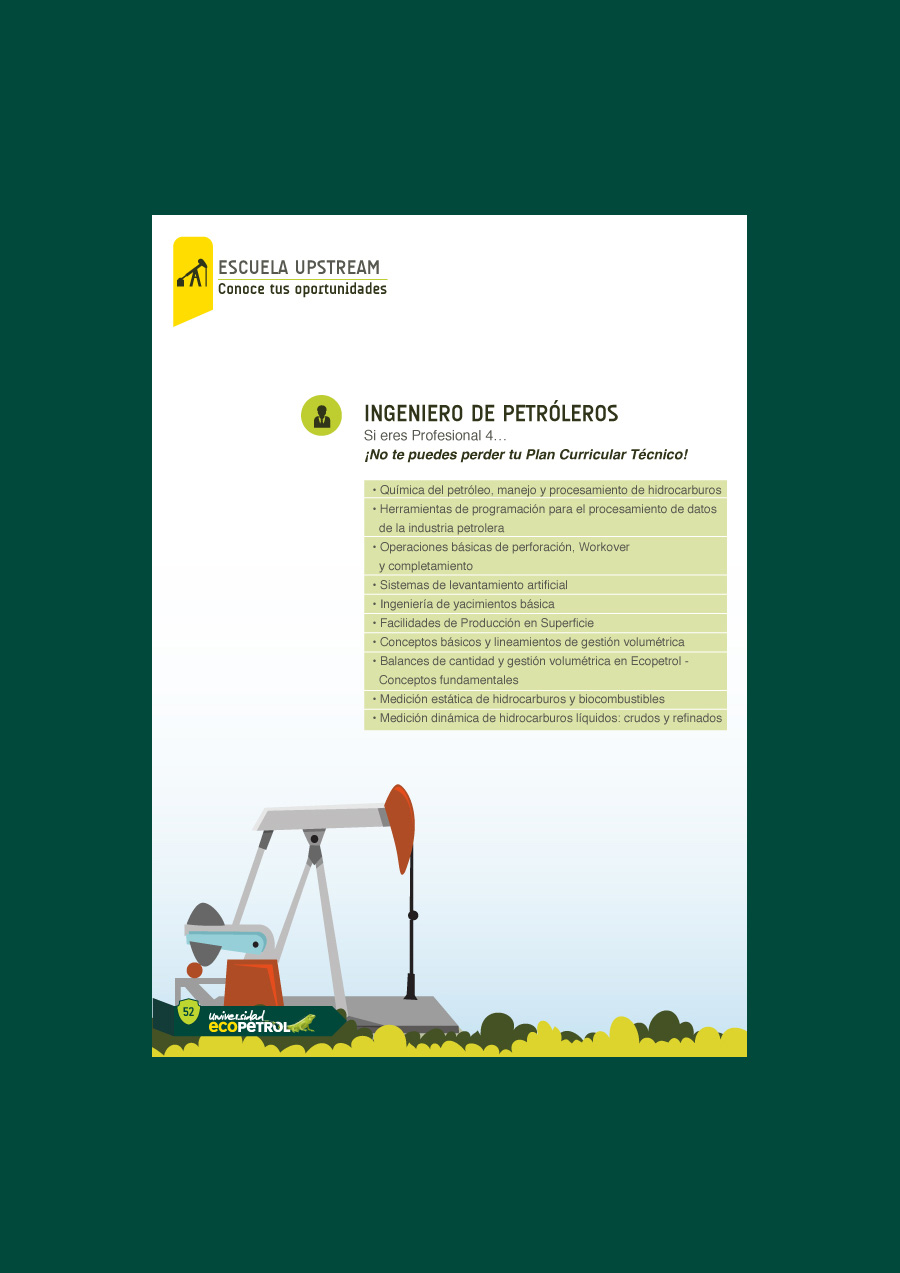 ESCUELA UPSTREAM
Conoce tus oportunidades
INGENIERO DE PETRÓLEROS
Si eres Profesional 4…
¡No te puedes perder tu Plan Curricular Técnico!
• Química del petróleo, manejo y procesamiento de hidrocarburos
• Herramientas de programación para el procesamiento de datos
de la industria petrolera
• Operaciones básicas de perforación, Workover
y completamiento
• Sistemas de levantamiento artificial
• Ingeniería de yacimientos básica
• Facilidades de Producción en Superficie
• Conceptos básicos y lineamientos de gestión volumétrica
• Balances de cantidad y gestión volumétrica en Ecopetrol -
Conceptos fundamentales
• Medición estática de hidrocarburos y biocombustibles
• Medición dinámica de hidrocarburos líquidos: crudos y refinados
52
universidad
ECOPETROL